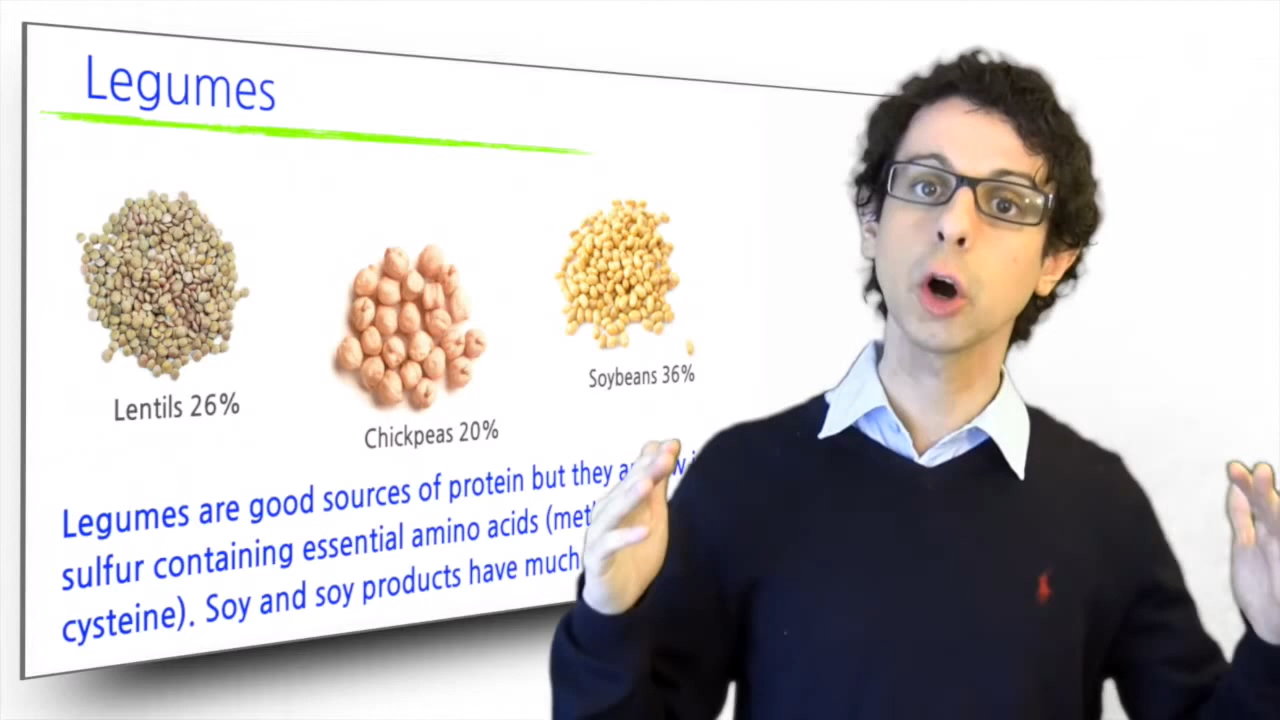 Legumes
Lentils 26%
Chickpeas 20%
Soybeans 36%
Legumes are good sources of protein but they
sulfur containing essential amino acids
cysteine). Soy and soy products have much